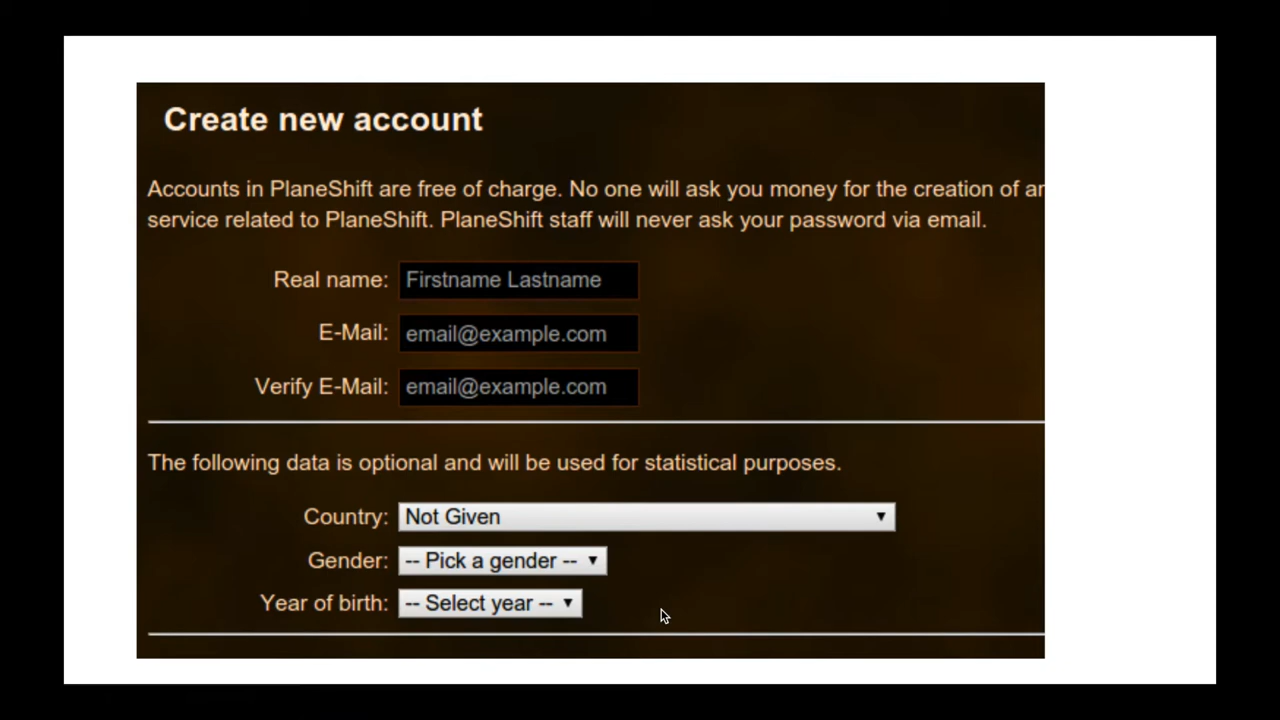 Create new account
Accounts in PlaneShift are free of charge. No one will ask you money for the creation of
service related to PlaneShift. PlaneShift staff will never ask your password via email.
Real name: Firstname Lastname
E-Mail: email@example.com
Verify E-Mail: email@example.com
The following data is optional and will be used for statistical purposes.
Country: Not Given
Gender: -- Pick a gender --
Year of birth: -- Select year --